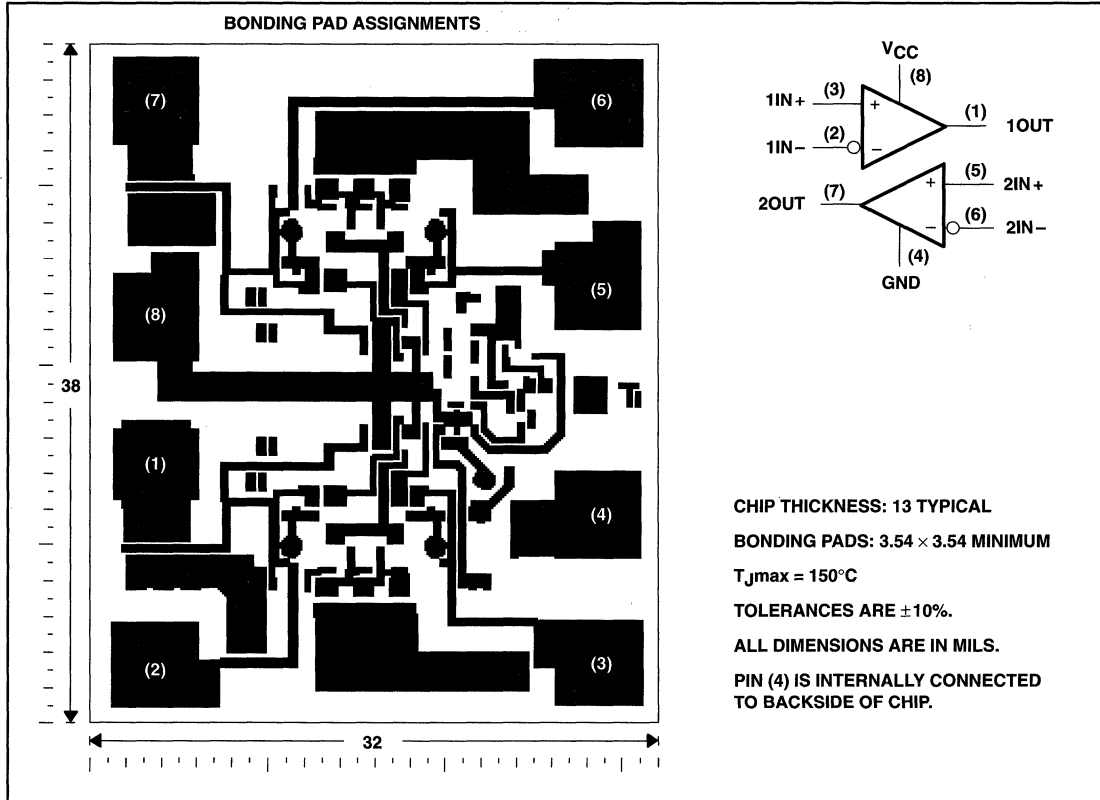 BONDING PAD ASSIGNMENTS
(7)
(6)
(5)
(8)
38
(1)
(4)
(2)
(3)
32
TI
VCC
(8)
(3)
1IN+
+
(1)
1OUT
(2)
1IN−
−
(5)
2IN+
+
(7)
2OUT
(6)
2IN−
−
(4)
GND
CHIP THICKNESS: 13 TYPICAL
BONDING PADS: 3.54 × 3.54 MINIMUM
TJmax = 150°C
TOLERANCES ARE ±10%.
ALL DIMENSIONS ARE IN MILS.
PIN (4) IS INTERNALLY CONNECTED
TO BACKSIDE OF CHIP.